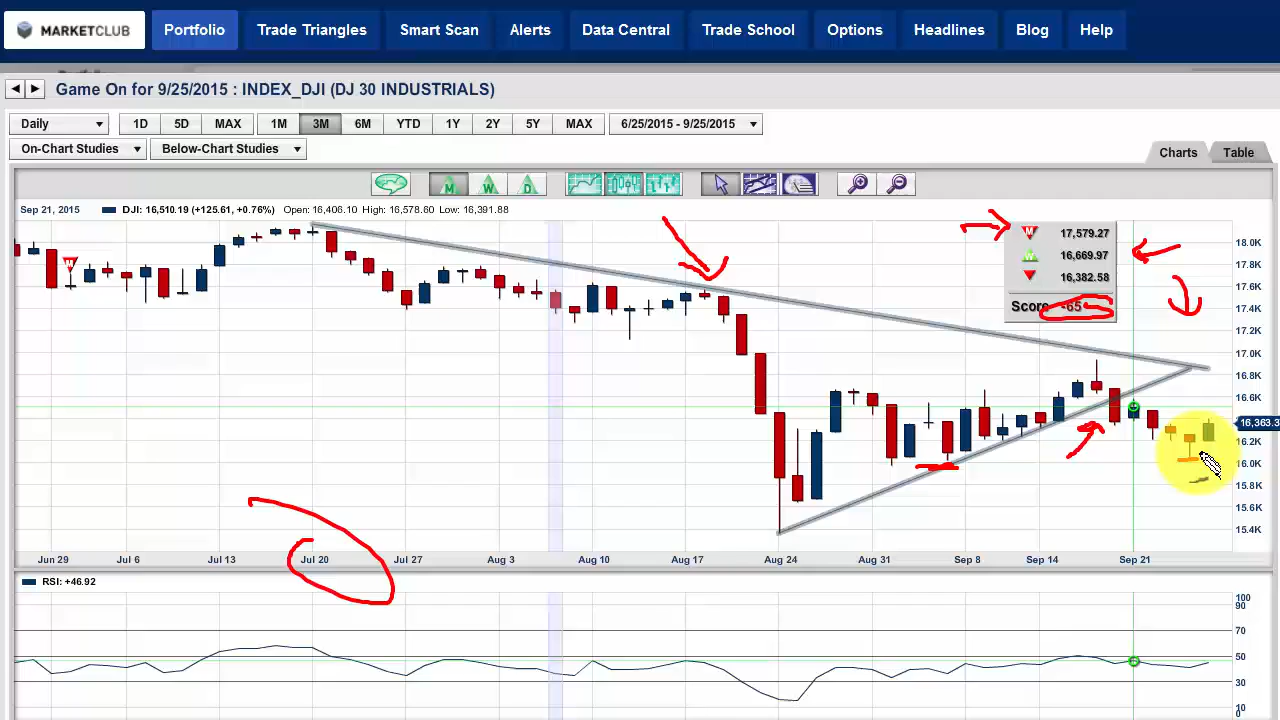 MARKETCLUB Portfolio Trade Triangles Smart Scan Alerts Data Central Trade School Options Headlines Blog Help
Game On for 9/25/2015 : INDEX_DJI (DJ 30 INDUSTRIALS)
Daily 1D 5D MAX 1M 3M 6M YTD 1Y 2Y 5Y MAX 6/25/2015 - 9/25/2015
On-Chart Studies Below-Chart Studies Charts Table
M W D
Sep 21, 2015 DJI: 16,510.19 (+125.61, +0.76%) Open: 16,406.10 High: 16,578.60 Low: 16,391.88
M 17,579.27
W 16,669.97
16,382.58
Score -65
M
18.0K
17.8K
17.6K
17.4K
17.2K
17.0K
16.8K
16.6K
16,363.3
16.2K
16.0K
15.8K
15.6K
15.4K
Jun 29 Jul 6 Jul 13 Jul 20 Jul 27 Aug 3 Aug 10 Aug 17 Aug 24 Aug 31 Sep 8 Sep 14 Sep 21
RSI: +46.92
100
90
70
50
30
10
0